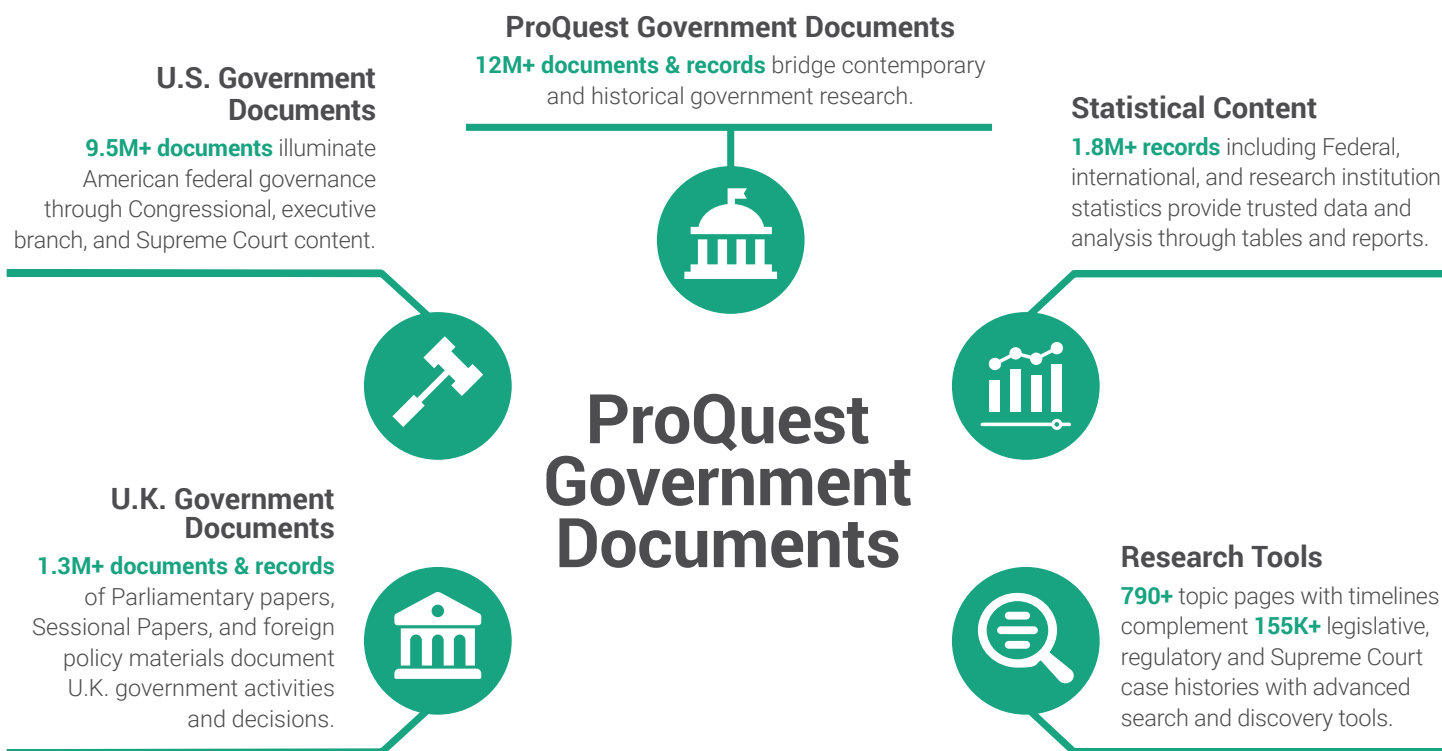 ProQuest Government Documents
12M+ documents & records bridge contemporary
and historical government research.
U.S. Government
Documents
9.5M+ documents illuminate
American federal governance
through Congressional, executive
branch, and Supreme Court content.
Statistical Content
1.8M+ records including Federal,
international, and research institution
statistics provide trusted data and
analysis through tables and reports.
ProQuest
Government
Documents
U.K. Government
Documents
1.3M+ documents & records
of Parliamentary papers,
Sessional Papers, and foreign
policy materials document
U.K. government activities
and decisions.
Research Tools
790+ topic pages with timelines
complement 155K+ legislative,
regulatory and Supreme Court
case histories with advanced
search and discovery tools.